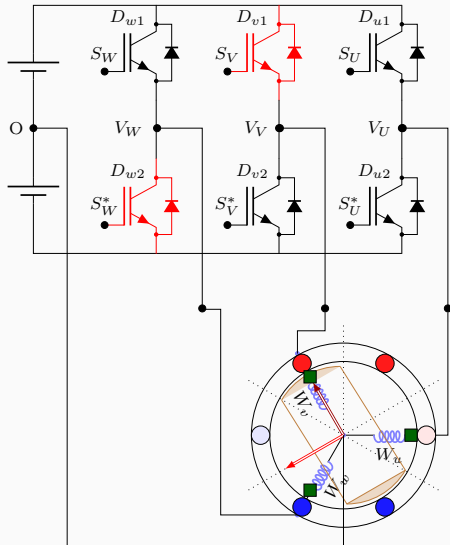 D_{w1} D_{v1} D_{u1}
S_W S_V S_U
O V_W V_V V_U
D_{w2} D_{v2} D_{u2}
S_W^* S_V^* S_U^*
W_v
W_u
W_w